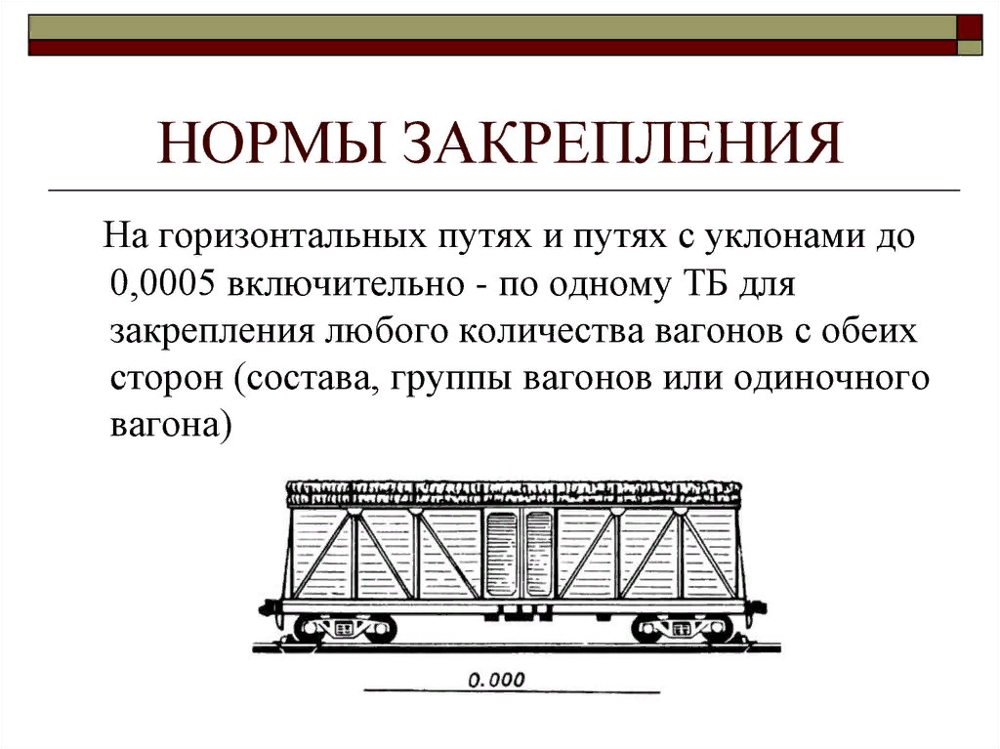 НОРМЫ ЗАКРЕПЛЕНИЯ
На горизонтальных путях и путях с уклонами до
0,0005 включительно - по одному ТБ для
закрепления любого количества вагонов с обеих
сторон (состава, группы вагонов или одиночного
вагона)
0.000